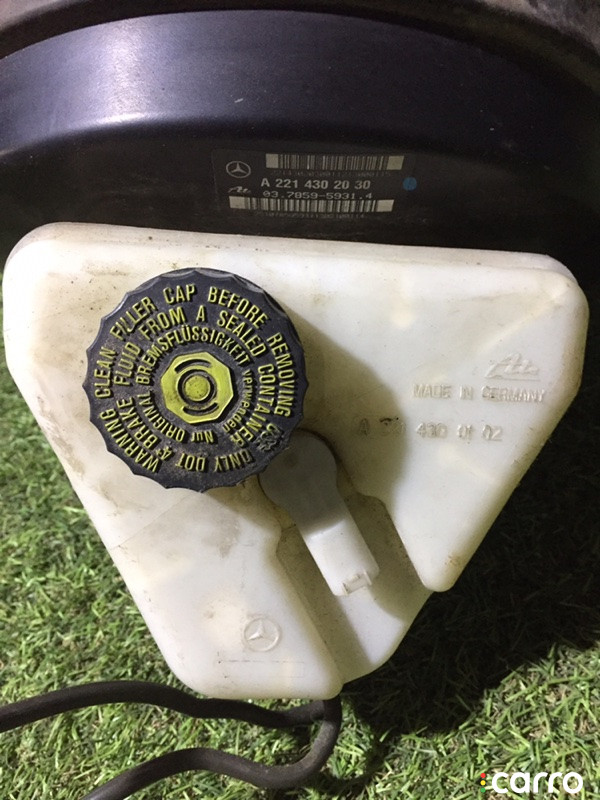 A 221 430 20 30
03.7859-5931.4
WARNING CLEAN FILLER CAP BEFORE REMOVING
ONLY DOT 4 BRAKE FLUID FROM A SEALED CONTAINER
Nur ORIGINAL BREMSFLÜSSIGKEIT verwenden
Ate
MADE IN GERMANY
430 01 02
carro